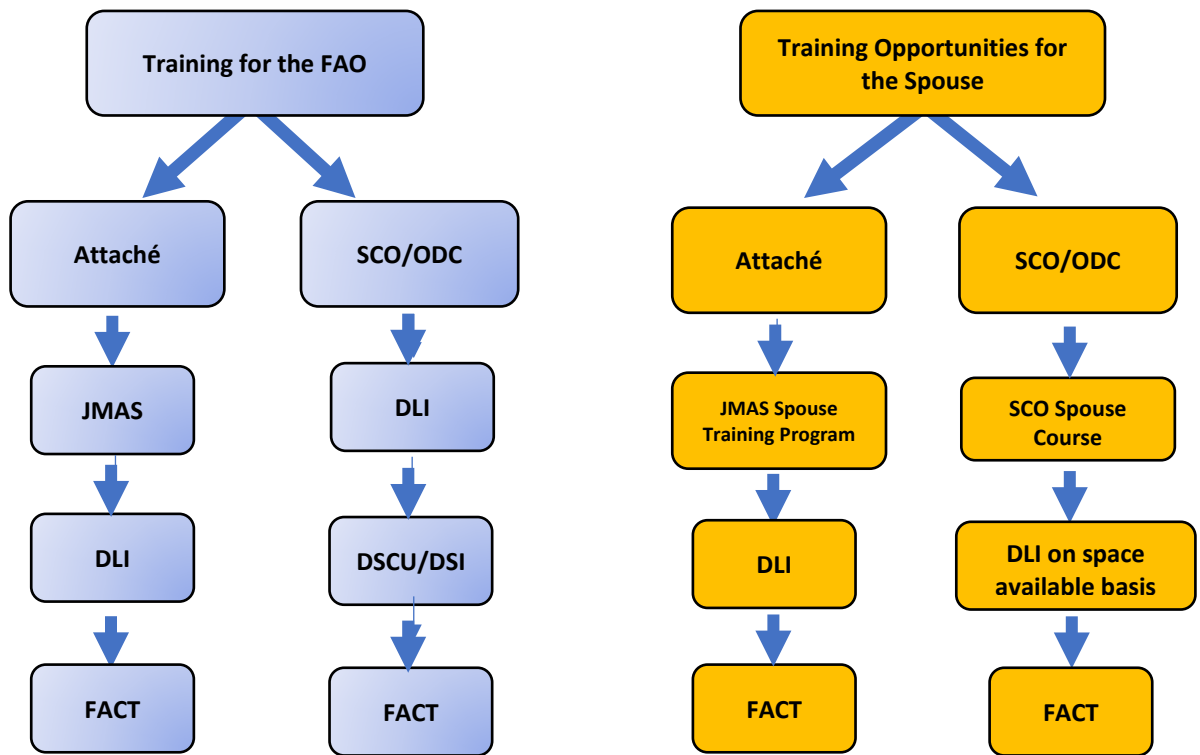 Training for the FAO
Training Opportunities for
the Spouse
Attaché
SCO/ODC
Attaché
SCO/ODC
JMAS
DLI
JMAS Spouse
Training Program
SCO Spouse
Course
DLI
DSCU/DSI
DLI
DLI on space
available basis
FACT
FACT
FACT
FACT